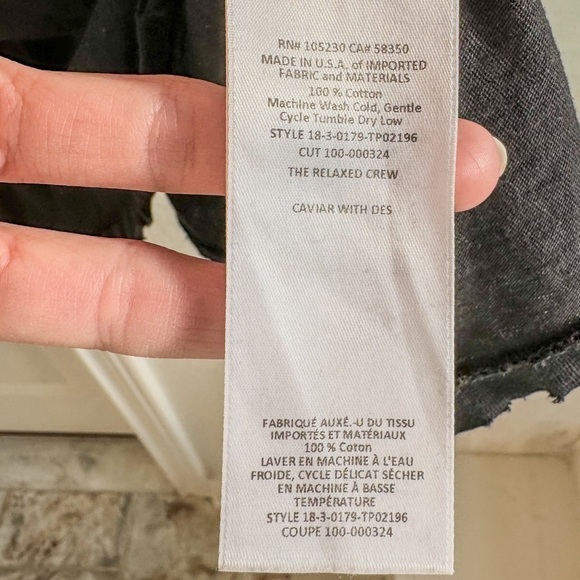 RN# 105230 CA# 58350
MADE IN U.S.A. of IMPORTED
FABRIC and MATERIALS
100 % Cotton
Machine Wash Cold, Gentle
Cycle Tumble Dry Low
STYLE 18-3-0179-TP02196
CUT 100-000324
THE RELAXED CREW
CAVIAR WITH DES
FABRIQUÉ AUXÉ.-U DU TISSU
IMPORTÉS ET MATÉRIAUX
100 % Coton
LAVER EN MACHINE À L'EAU
FROIDE, CYCLE DÉLICAT SÉCHER
EN MACHINE À BASSE
TEMPÉRATURE
STYLE 18-3-0179-TP02196
COUPE 100-000324